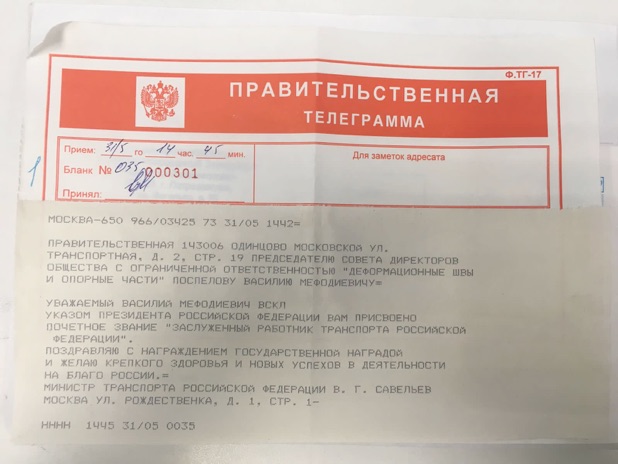 Ф.ТГ-17
ПРАВИТЕЛЬСТВЕННАЯ
ТЕЛЕГРАММА
Прием: 31/5 го 14 час. 45 мин.
Для заметок адресата
Бланк № 035 000301
Принял:
МОСКВА-650 966/03425 73 31/05 1442=
ПРАВИТЕЛЬСТВЕННАЯ 143006 ОДИНЦОВО МОСКОВСКОЙ УЛ.
ТРАНСПОРТНАЯ, Д. 2, СТР. 19 ПРЕДСЕДАТЕЛЮ СОВЕТА ДИРЕКТОРОВ
ОБЩЕСТВА С ОГРАНИЧЕННОЙ ОТВЕТСТВЕННОСТЬЮ "ДЕФОРМАЦИОННЫЕ ШВЫ
И ОПОРНЫЕ ЧАСТИ" ПОСПЕЛОВУ ВАСИЛИЮ МЕФОДИЕВИЧУ=
УВАЖАЕМЫЙ ВАСИЛИЙ МЕФОДИЕВИЧ ВСКЛ
УКАЗОМ ПРЕЗИДЕНТА РОССИЙСКОЙ ФЕДЕРАЦИИ ВАМ ПРИСВОЕНО
ПОЧЕТНОЕ ЗВАНИЕ "ЗАСЛУЖЕННЫЙ РАБОТНИК ТРАНСПОРТА РОССИЙСКОЙ
ФЕДЕРАЦИИ".
ПОЗДРАВЛЯЮ С НАГРАЖДЕНИЕМ ГОСУДАРСТВЕННОЙ НАГРАДОЙ
И ЖЕЛАЮ КРЕПКОГО ЗДОРОВЬЯ И НОВЫХ УСПЕХОВ В ДЕЯТЕЛЬНОСТИ
НА БЛАГО РОССИИ.=
МИНИСТР ТРАНСПОРТА РОССИЙСКОЙ ФЕДЕРАЦИИ В. Г. САВЕЛЬЕВ
МОСКВА УЛ. РОЖДЕСТВЕНКА, Д. 1, СТР. 1-
НННН 1445 31/05 0035